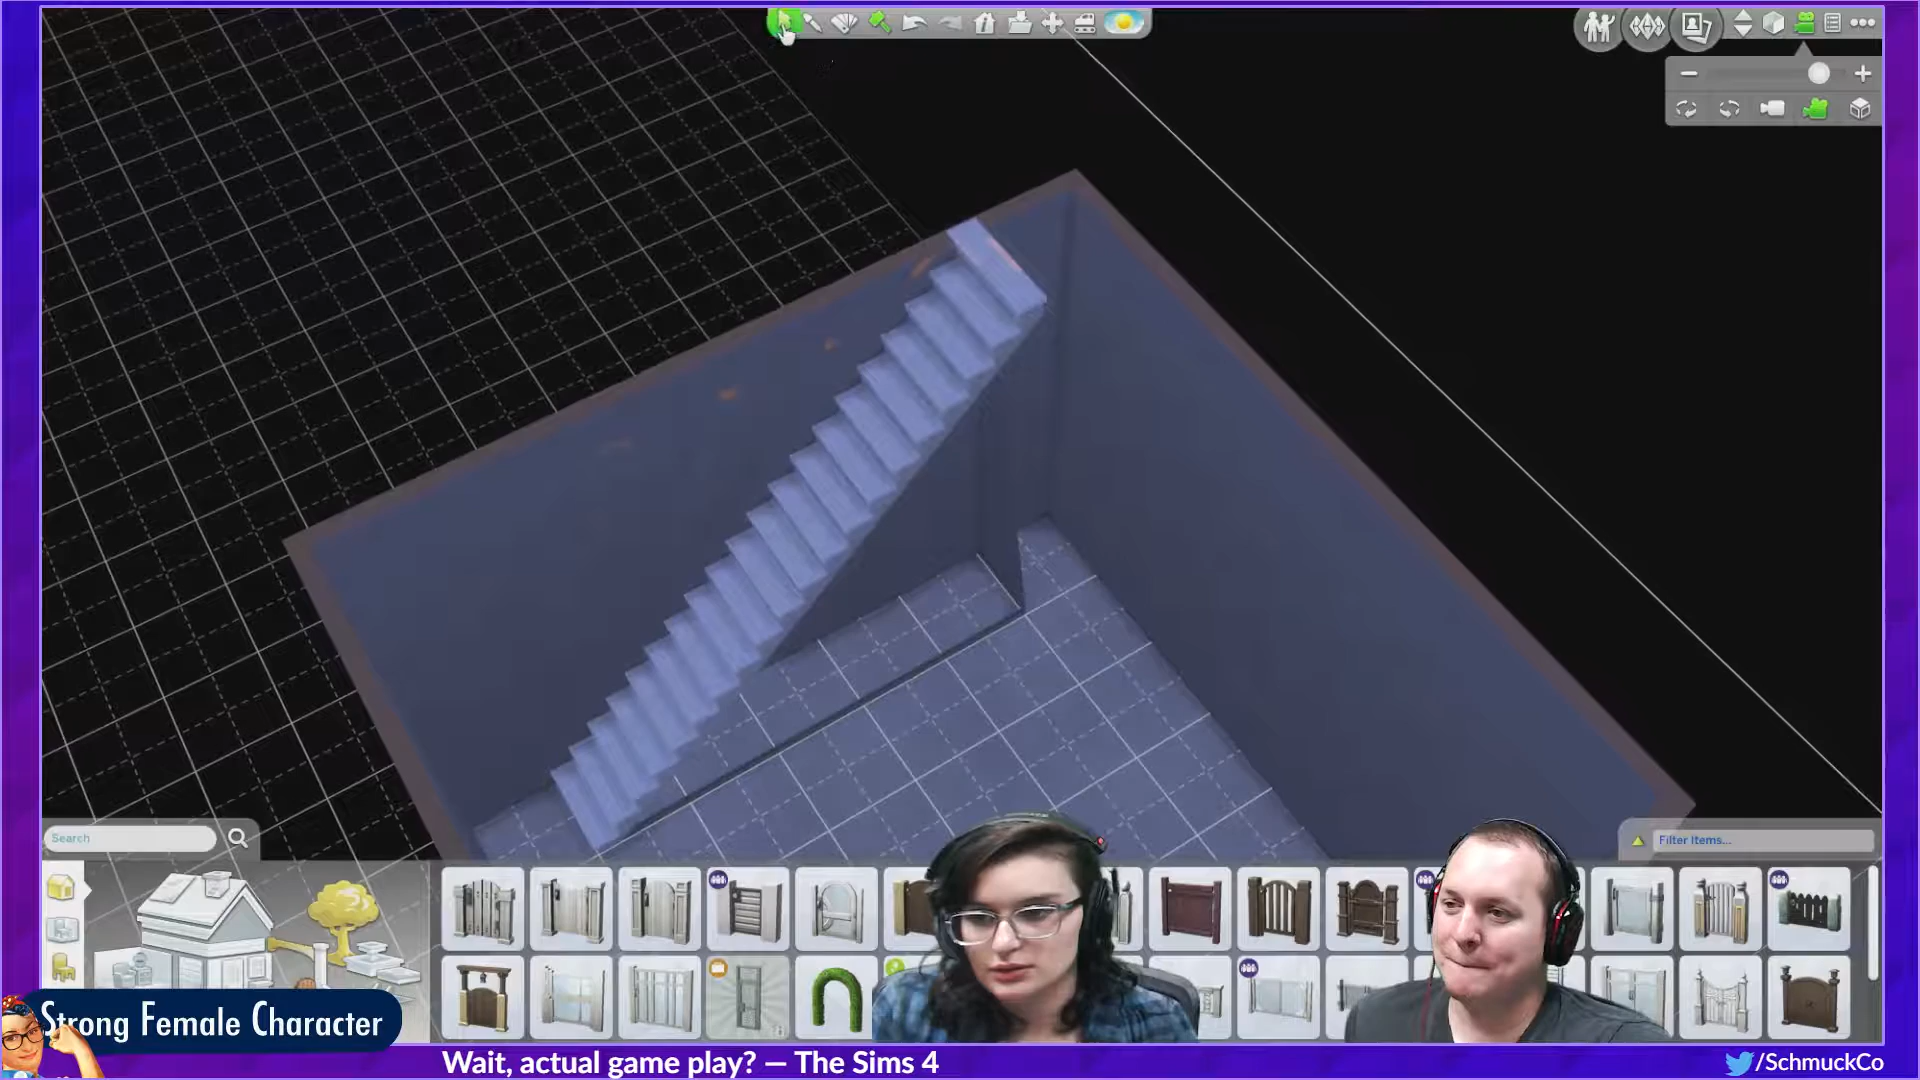 Search
Filter Items...
Strong Female Character
Wait, actual game play? — The Sims 4
/SchmuckCo